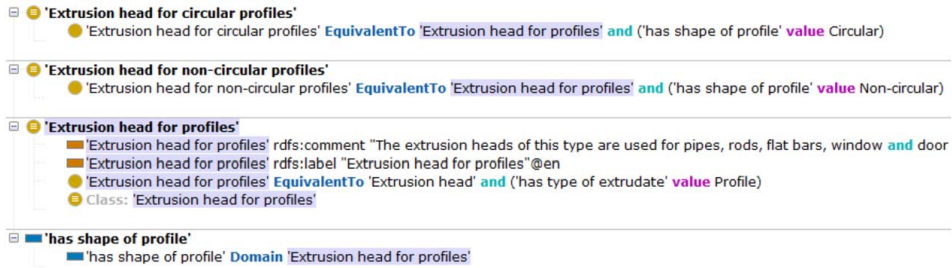 'Extrusion head for circular profiles'
'Extrusion head for circular profiles' EquivalentTo 'Extrusion head for profiles' and ('has shape of profile' value Circular)
'Extrusion head for non-circular profiles'
'Extrusion head for non-circular profiles' EquivalentTo 'Extrusion head for profiles' and ('has shape of profile' value Non-circular)
'Extrusion head for profiles'
'Extrusion head for profiles' rdfs:comment "The extrusion heads of this type are used for pipes, rods, flat bars, window and door
'Extrusion head for profiles' rdfs:label "Extrusion head for profiles"@en
'Extrusion head for profiles' EquivalentTo 'Extrusion head' and ('has type of extrudate' value Profile)
Class: 'Extrusion head for profiles'
'has shape of profile'
'has shape of profile' Domain 'Extrusion head for profiles'